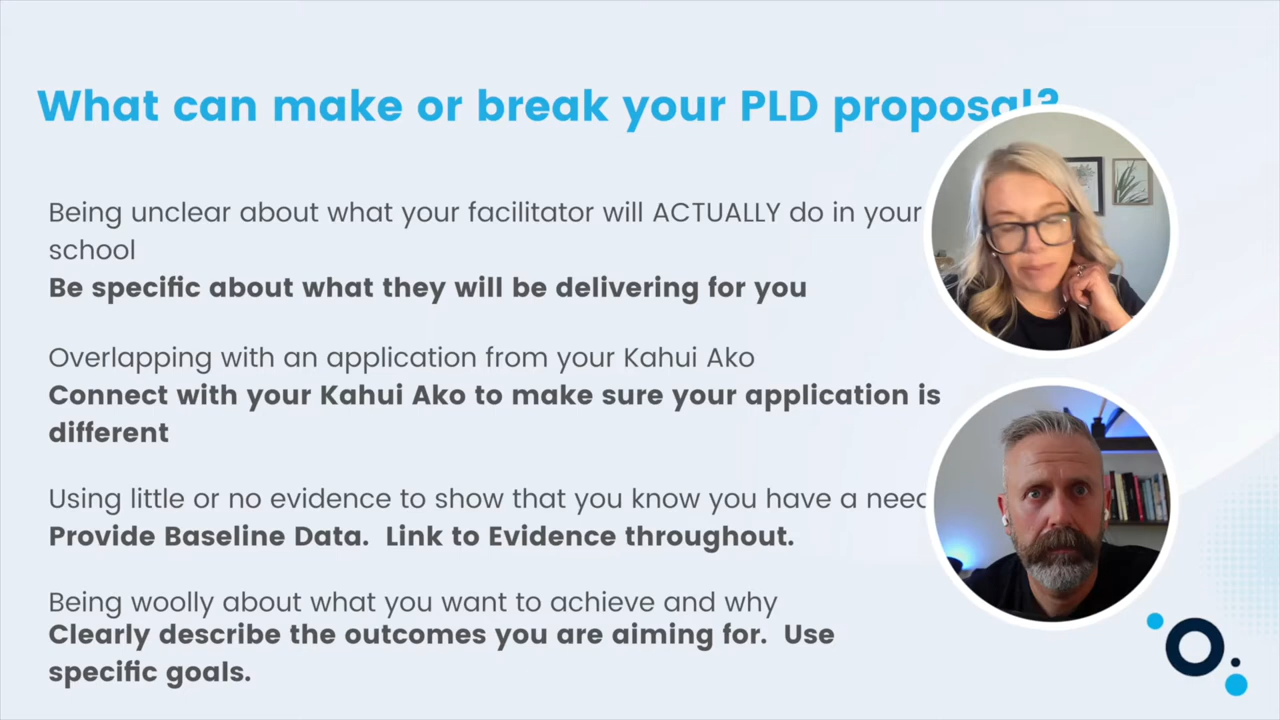 What can make or break your PLD proposal?
Being unclear about what your facilitator will ACTUALLY do in your
school
Be specific about what they will be delivering for you
Overlapping with an application from your Kahui Ako
Connect with your Kahui Ako to make sure your application is
different
Using little or no evidence to show that you know you have a need
Provide Baseline Data. Link to Evidence throughout.
Being woolly about what you want to achieve and why
Clearly describe the outcomes you are aiming for. Use
specific goals.